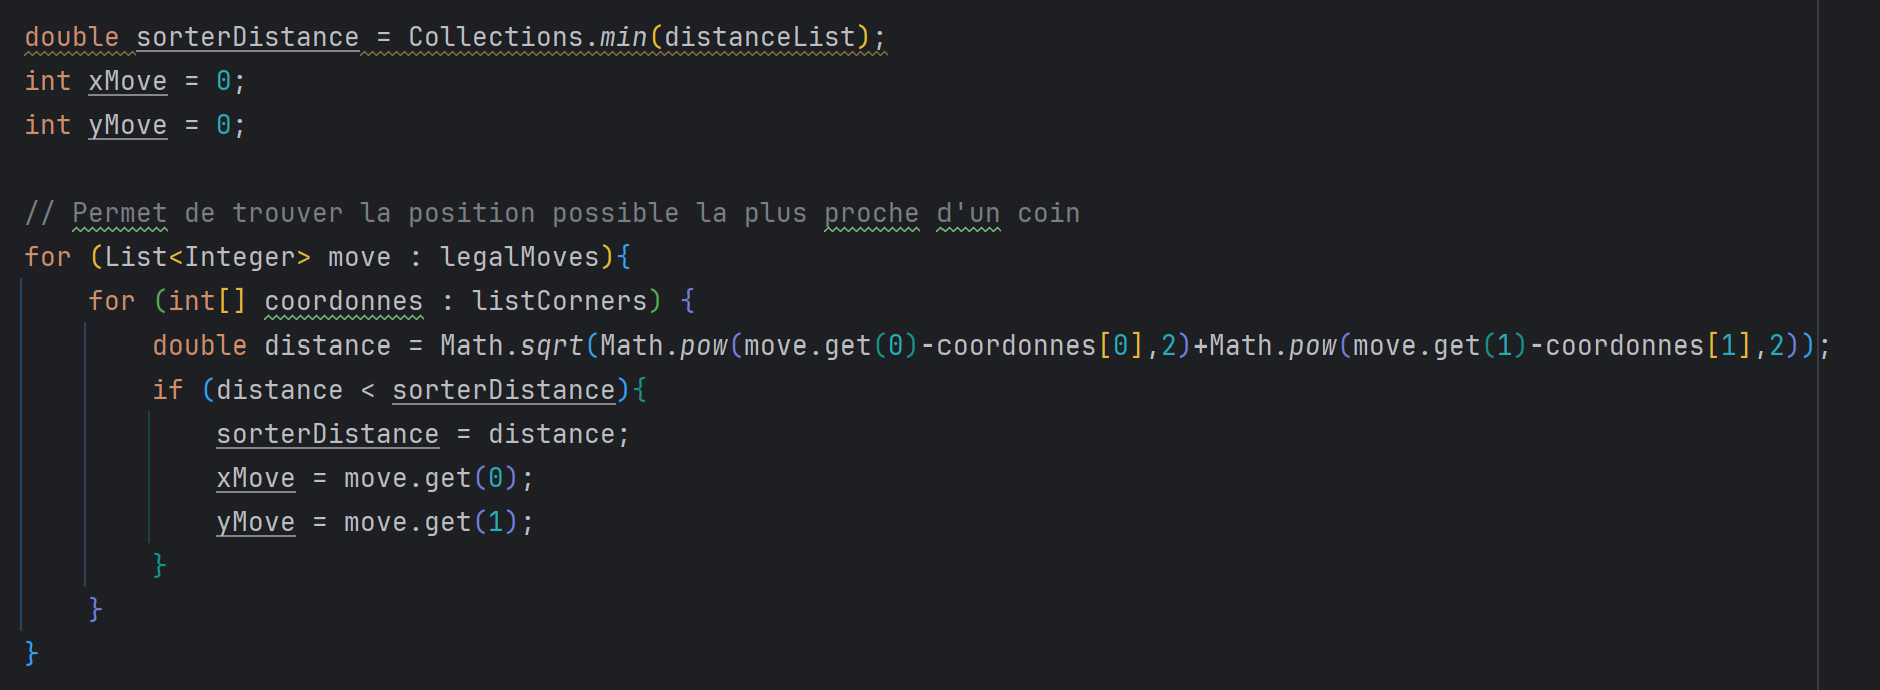 double sorterDistance = Collections.min(distanceList);
int xMove = 0;
int yMove = 0;
// Permet de trouver la position possible la plus proche d'un coin
for (List<Integer> move : legalMoves){
for (int[] coordonnes : listCorners) {
double distance = Math.sqrt(Math.pow(move.get(0)-coordonnes[0],2)+Math.pow(move.get(1)-coordonnes[1],2));
if (distance < sorterDistance){
sorterDistance = distance;
xMove = move.get(0);
yMove = move.get(1);
}
}
}